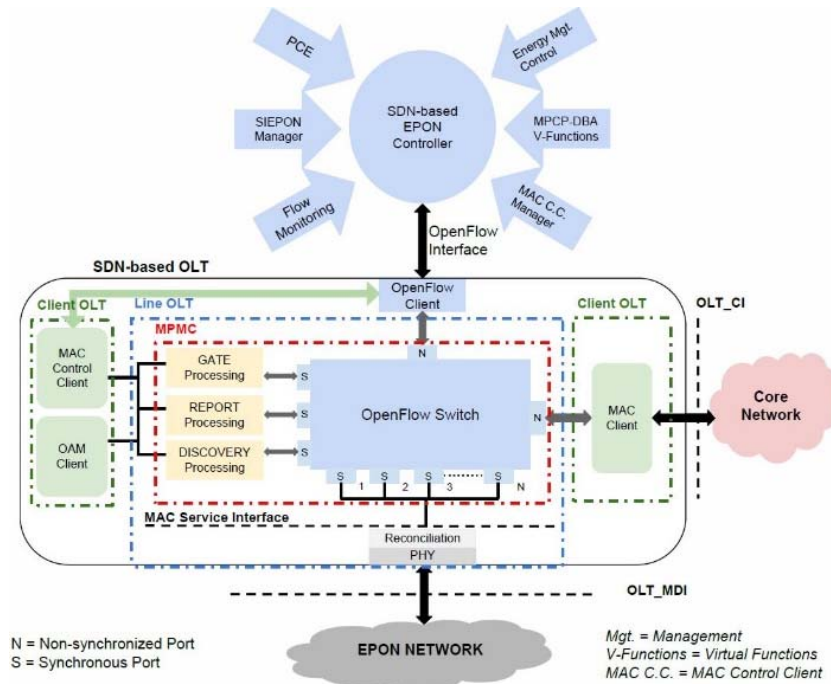 PCE
Energy Mgt.
Control
SIEPON
Manager
SDN-based
EPON
Controller
MPCP-DBA
V-Functions
Flow
Monitoring
MAC C.C.
Manager
OpenFlow
Interface
SDN-based OLT
OpenFlow
Client
Client OLT
Line OLT
Client OLT
OLT_CI
MPMC
N
MAC
Control
Client
GATE
Processing
S
REPORT
Processing
S
OpenFlow Switch
N
MAC
Client
Core
Network
OAM
Client
DISCOVERY
Processing
S
S S S S
1 2 3 N
MAC Service Interface
Reconciliation
PHY
OLT_MDI
EPON NETWORK
N = Non-synchronized Port
S = Synchronous Port
Mgt. = Management
V-Functions = Virtual Functions
MAC C.C. = MAC Control Client